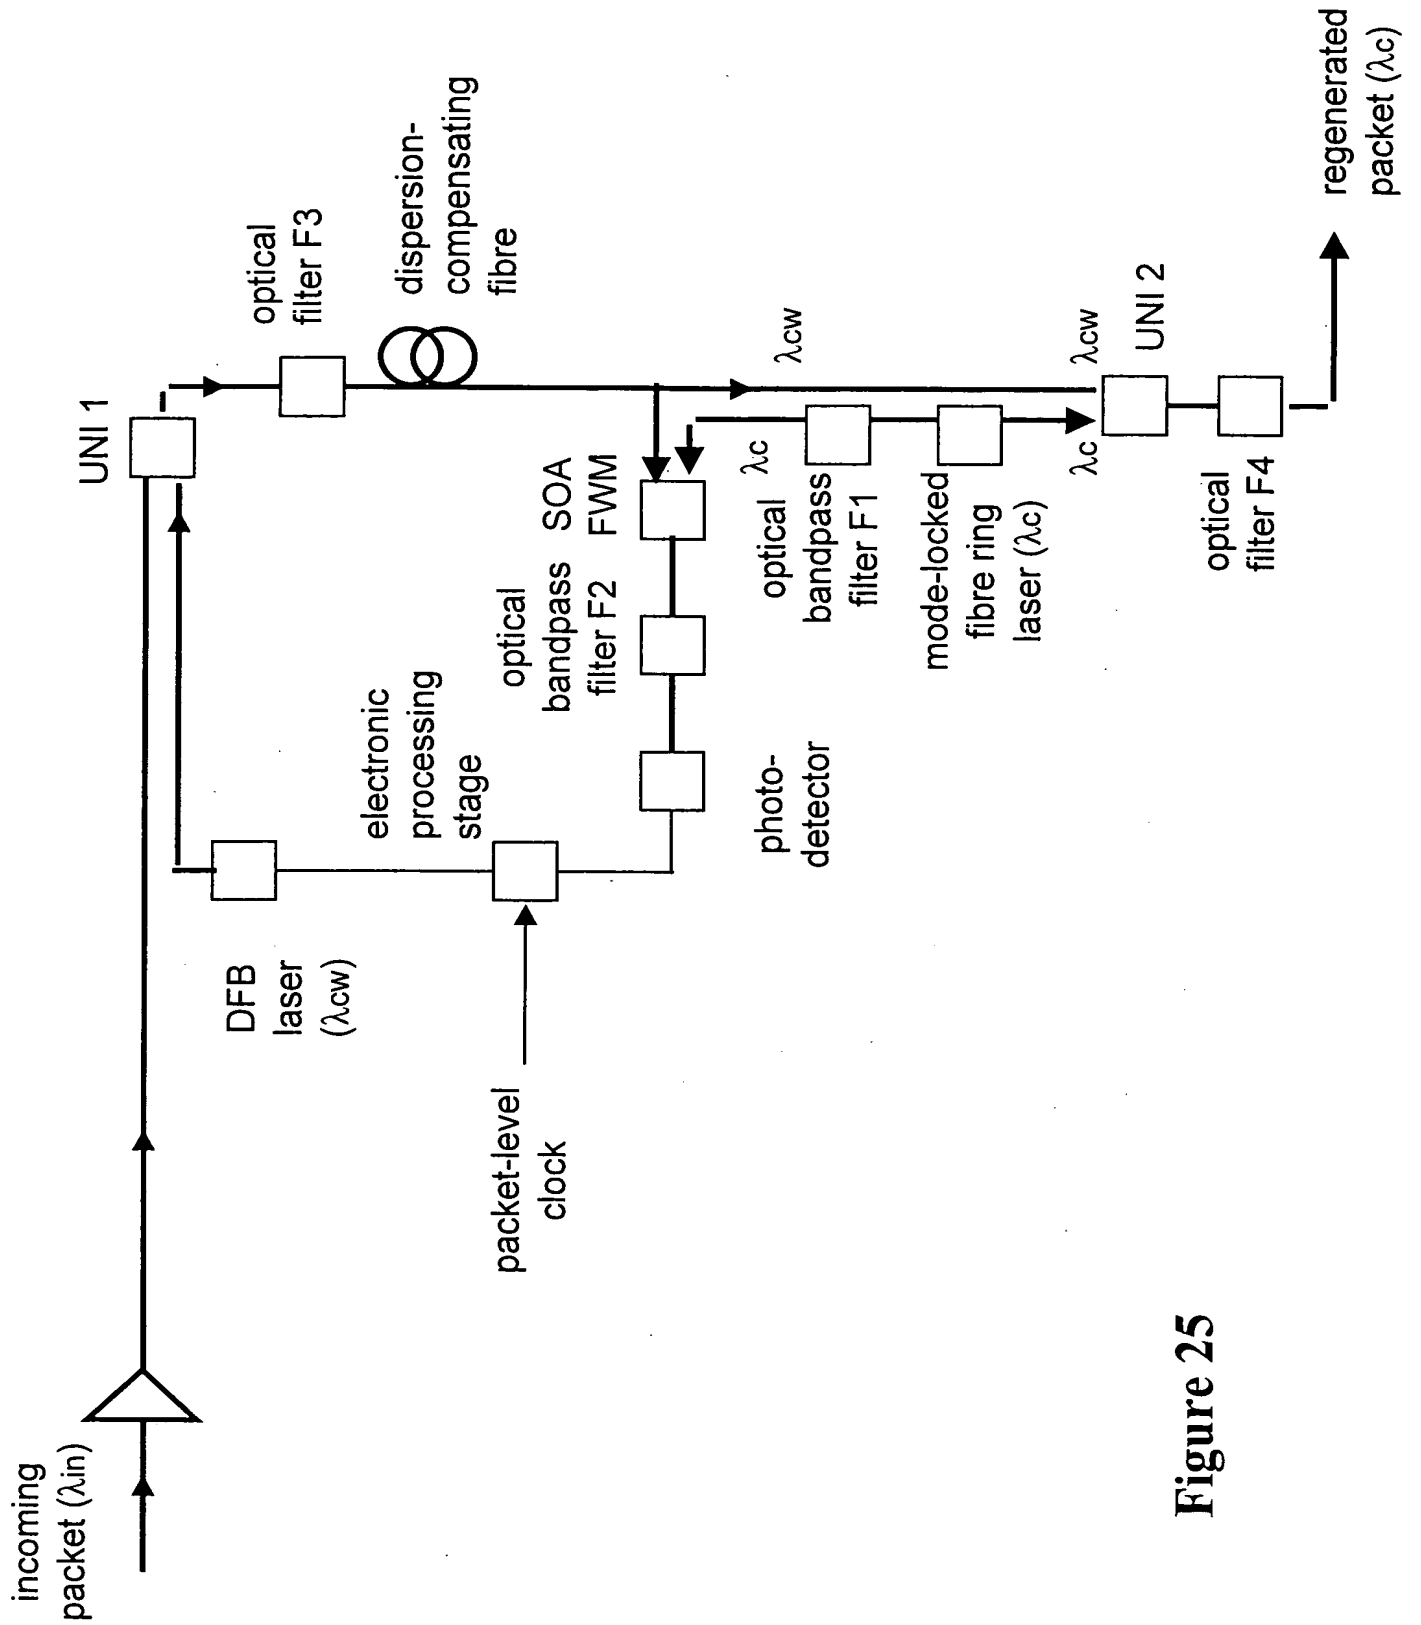 incoming
packet (λin)
UNI 1
DFB
laser
(λcw)
optical
filter F3
electronic
processing
stage
dispersion-
compensating
fibre
packet-level
clock
optical
bandpass
filter F2
SOA
FWM
photo-
detector
λc
λcw
optical
bandpass
filter F1
mode-locked
fibre ring
laser (λc)
λc
λcw
UNI 2
optical
filter F4
regenerated
packet (λc)
Figure 25